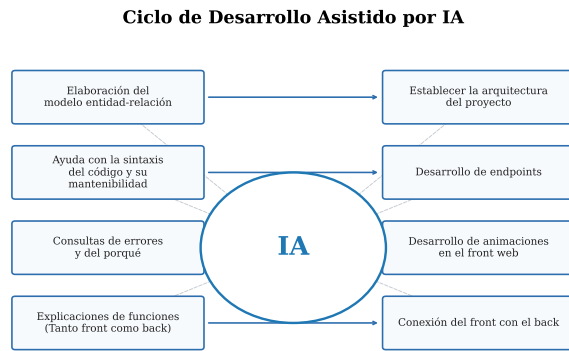 Ciclo de Desarrollo Asistido por IA
Elaboración del
modelo entidad-relación
Establecer la arquitectura
del proyecto
Ayuda con la sintaxis
del código y su
mantenibilidad
Desarrollo de endpoints
IA
Consultas de errores
y del porqué
Desarrollo de animaciones
en el front web
Explicaciones de funciones
(Tanto front como back)
Conexión del front con el back